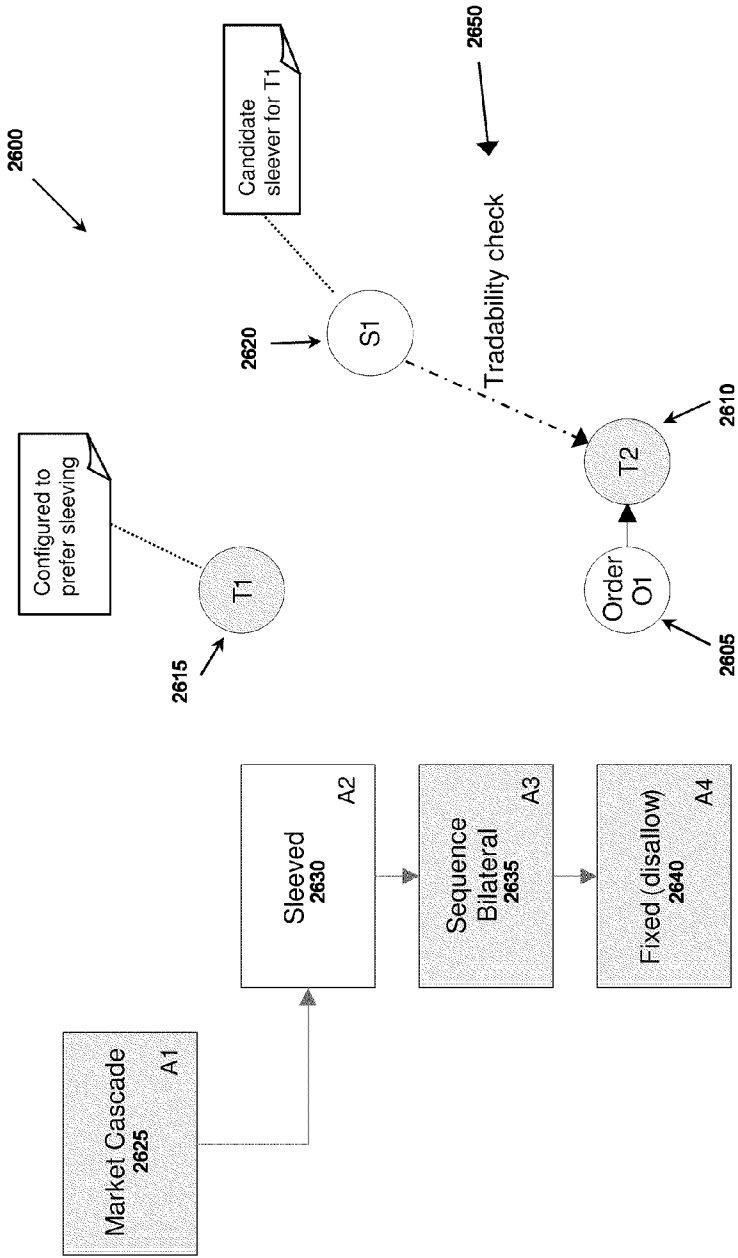 2600
Configured to
prefer sleeving
Candidate
sleever for T1
2615
T1
2620
S1
Tradability check
2650
Order
O1
2605
T2
2610
Market Cascade
2625
A1
Sleeved
2630
A2
Sequence
Bilateral
2635
A3
Fixed (disallow)
2640
A4